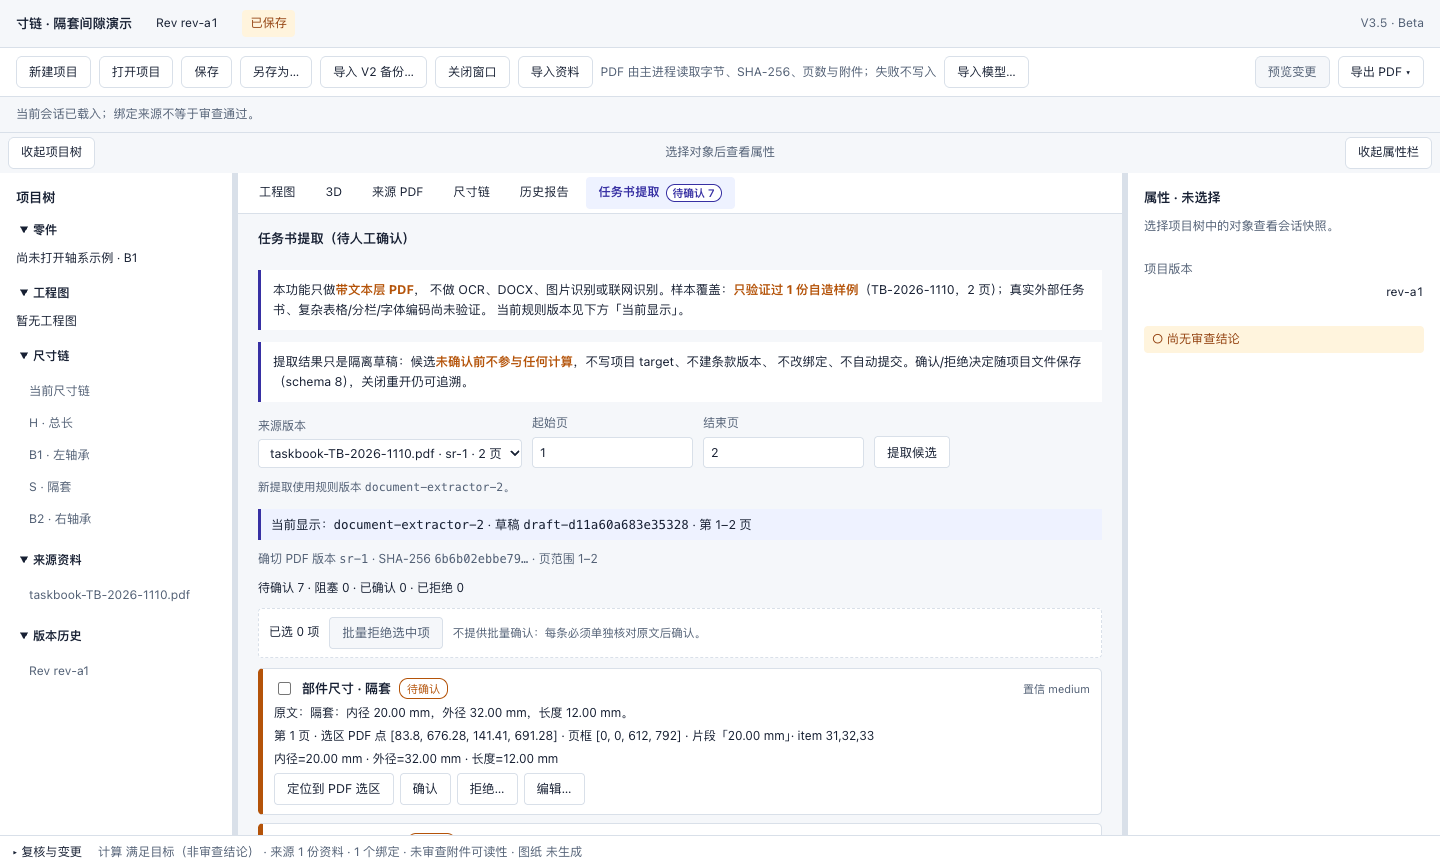 寸链 · 隔套间隙演示 Rev rev-a1 已保存 V3.5 · Beta
新建项目 打开项目 保存 另存为… 导入 V2 备份… 关闭窗口 导入资料 PDF 由主进程读取字节、SHA-256、页数与附件；失败不写入 导入模型… 预览变更 导出 PDF ▾
当前会话已载入；绑定来源不等于审查通过。
收起项目树 选择对象后查看属性 收起属性栏
项目树
▼ 零件
尚未打开轴系示例 · B1
▼ 工程图
暂无工程图
▼ 尺寸链
当前尺寸链
H · 总长
B1 · 左轴承
S · 隔套
B2 · 右轴承
▼ 来源资料
taskbook-TB-2026-1110.pdf
▼ 版本历史
Rev rev-a1
工程图 3D 来源 PDF 尺寸链 历史报告 任务书提取 待确认 7
任务书提取（待人工确认）
本功能只做带文本层 PDF， 不做 OCR、DOCX、图片识别或联网识别。样本覆盖：只验证过 1 份自造样例（TB-2026-1110，2 页）；真实外部任务
书、复杂表格/分栏/字体编码尚未验证。 当前规则版本见下方「当前显示」。
提取结果只是隔离草稿：候选未确认前不参与任何计算，不写项目 target、不建条款版本、 不改绑定、不自动提交。确认/拒绝决定随项目文件保存
（schema 8），关闭重开仍可追溯。
来源版本 起始页 结束页
taskbook-TB-2026-1110.pdf · sr-1 · 2 页 1 2 提取候选
新提取使用规则版本 document-extractor-2。
当前显示：document-extractor-2 · 草稿 draft-d11a60a683e35328 · 第 1–2 页
确切 PDF 版本 sr-1 · SHA-256 6b6b02ebbe79… · 页范围 1–2
待确认 7 · 阻塞 0 · 已确认 0 · 已拒绝 0
已选 0 项 批量拒绝选中项 不提供批量确认：每条必须单独核对原文后确认。
部件尺寸 · 隔套 待确认 置信 medium
原文：隔套：内径 20.00 mm，外径 32.00 mm，长度 12.00 mm。
第 1 页 · 选区 PDF 点 [83.8, 676.28, 141.41, 691.28] · 页框 [0, 0, 612, 792] · 片段「20.00 mm」· item 31,32,33
内径=20.00 mm · 外径=32.00 mm · 长度=12.00 mm
定位到 PDF 选区 确认 拒绝… 编辑…
属性 · 未选择
选择项目树中的对象查看会话快照。
项目版本
rev-a1
○ 尚无审查结论
▸ 复核与变更 计算 满足目标（非审查结论） · 来源 1 份资料 · 1 个绑定 · 未审查附件可读性 · 图纸 未生成